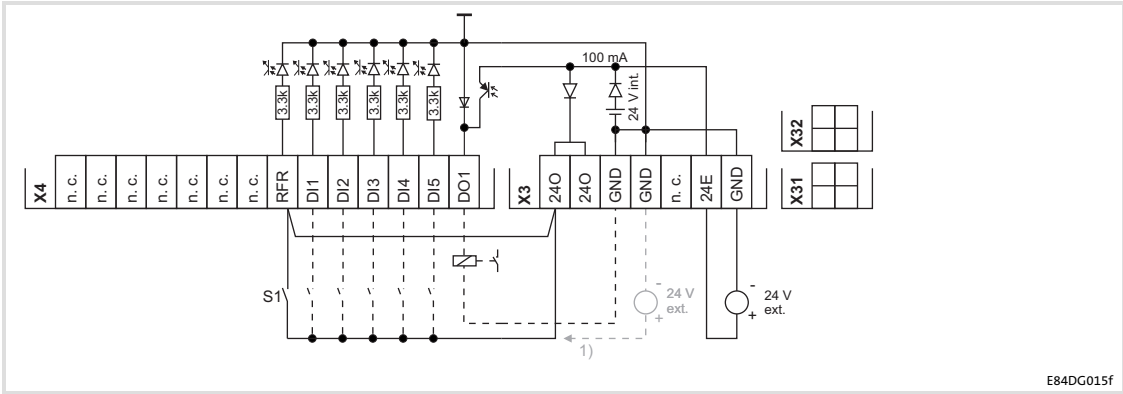 100 mA
3.3k 3.3k 3.3k 3.3k 3.3k 3.3k
24 V int.
X4 n. c. n. c. n. c. n. c. n. c. n. c. n. c. RFR DI1 DI2 DI3 DI4 DI5 DO1
X3 24O 24O GND GND n. c. 24E GND
X32
X31
S1
- 24 V ext. +
- 24 V ext. +
1)
E84DG015f